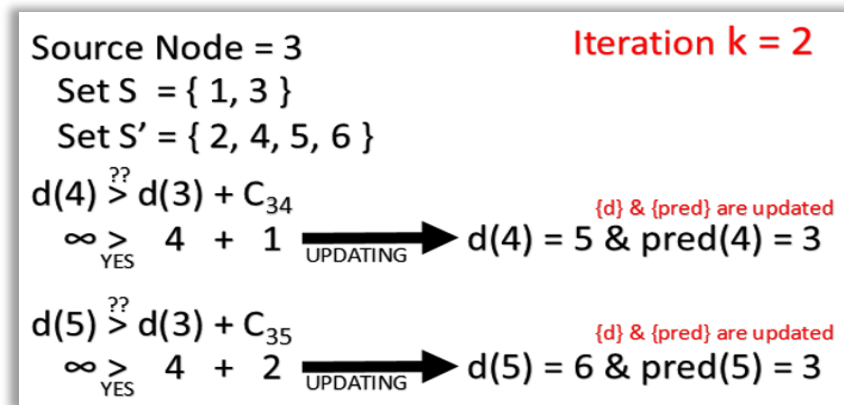 Source Node = 3
Iteration k = 2
Set S = { 1, 3 }
Set S’ = { 2, 4, 5, 6 }
??
d(4) > d(3) + C34
{d} & {pred} are updated
∞ > 4 + 1
YES
UPDATING
d(4) = 5 & pred(4) = 3
??
d(5) > d(3) + C35
{d} & {pred} are updated
∞ > 4 + 2
YES
UPDATING
d(5) = 6 & pred(5) = 3